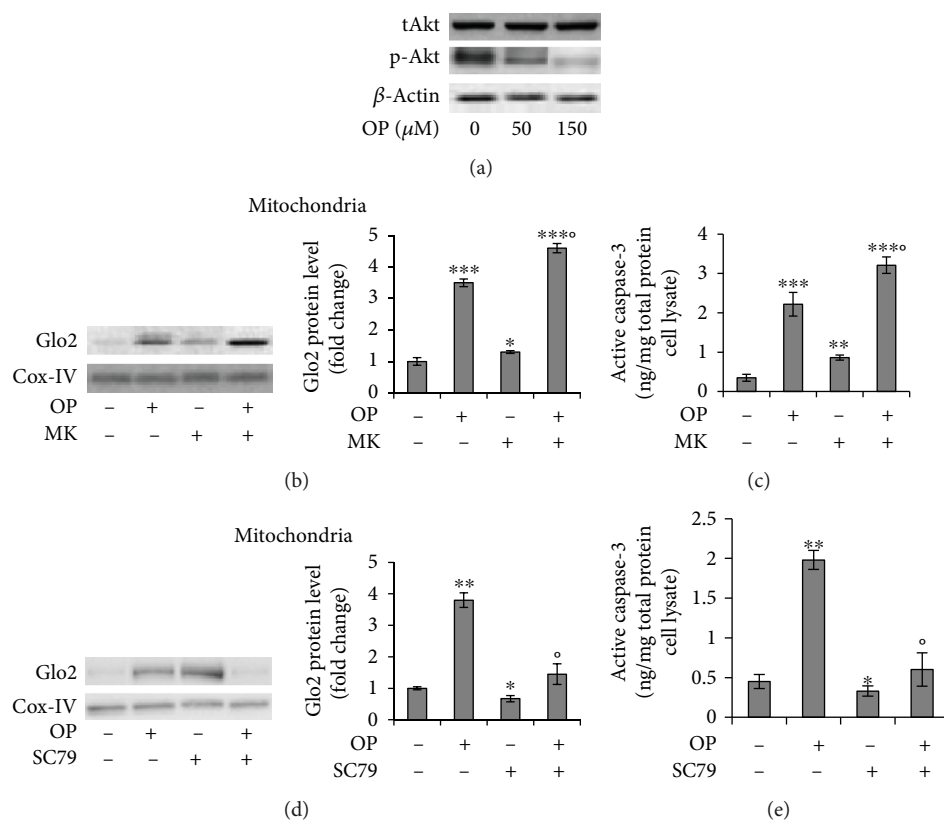 tAkt
p-Akt
β-Actin
OP (μM) 0 50 150
(a)
Mitochondria
Glo2
Cox-IV
OP – + – +
MK – – + +
Glo2 protein level
(fold change)
5
4
3
2
1
0
***
*
***°
OP – + – +
MK – – + +
(b)
Active caspase-3
(ng/mg total protein
cell lysate)
4
3
2
1
0
***
**
***°
OP – + – +
MK – – + +
(c)
Mitochondria
Glo2
Cox-IV
OP – + – +
SC79 – – + +
Glo2 protein level
(fold change)
5
4
3
2
1
0
**
*
°
OP – + – +
SC79 – – + +
(d)
Active caspase-3
(ng/mg total protein
cell lysate)
2.5
2
1.5
1
0.5
0
**
*
°
OP – + – +
SC79 – – + +
(e)